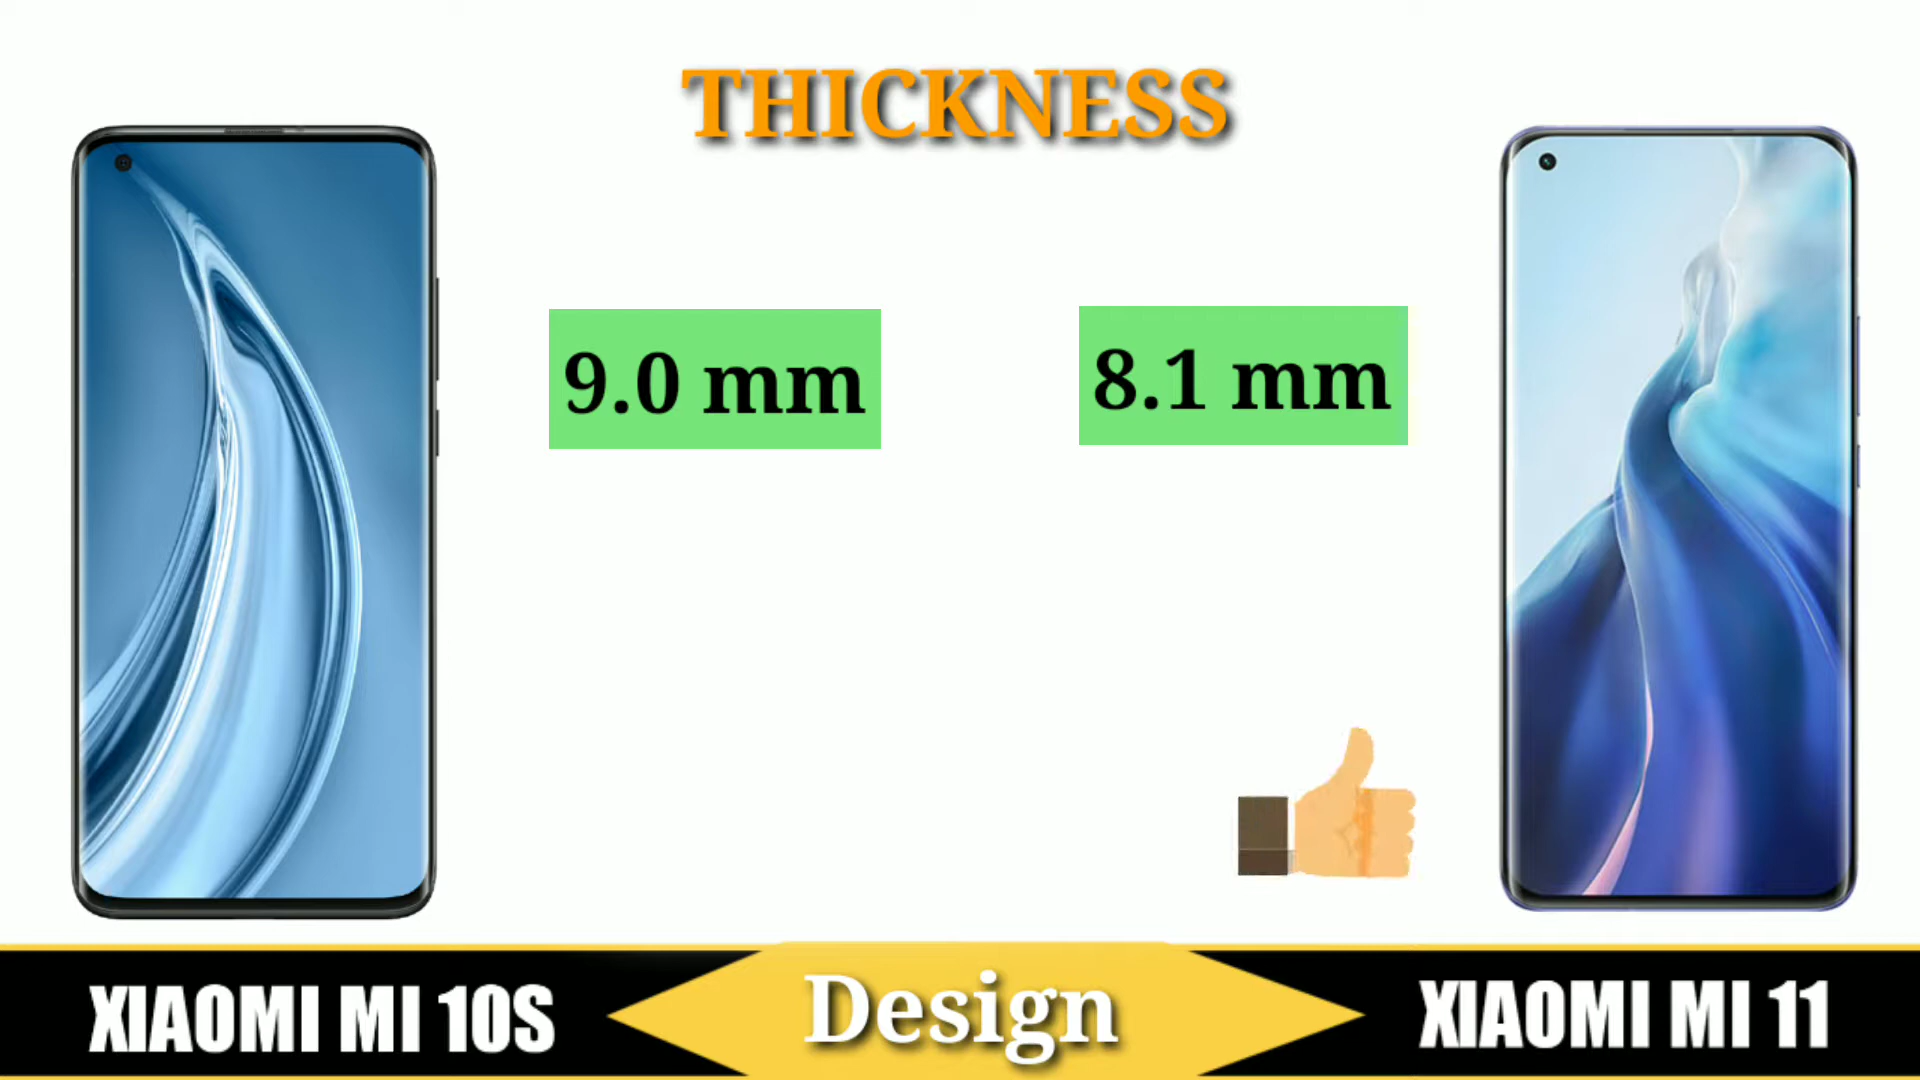 THICKNESS
9.0 mm
8.1 mm
XIAOMI MI 10S
Design
XIAOMI MI 11